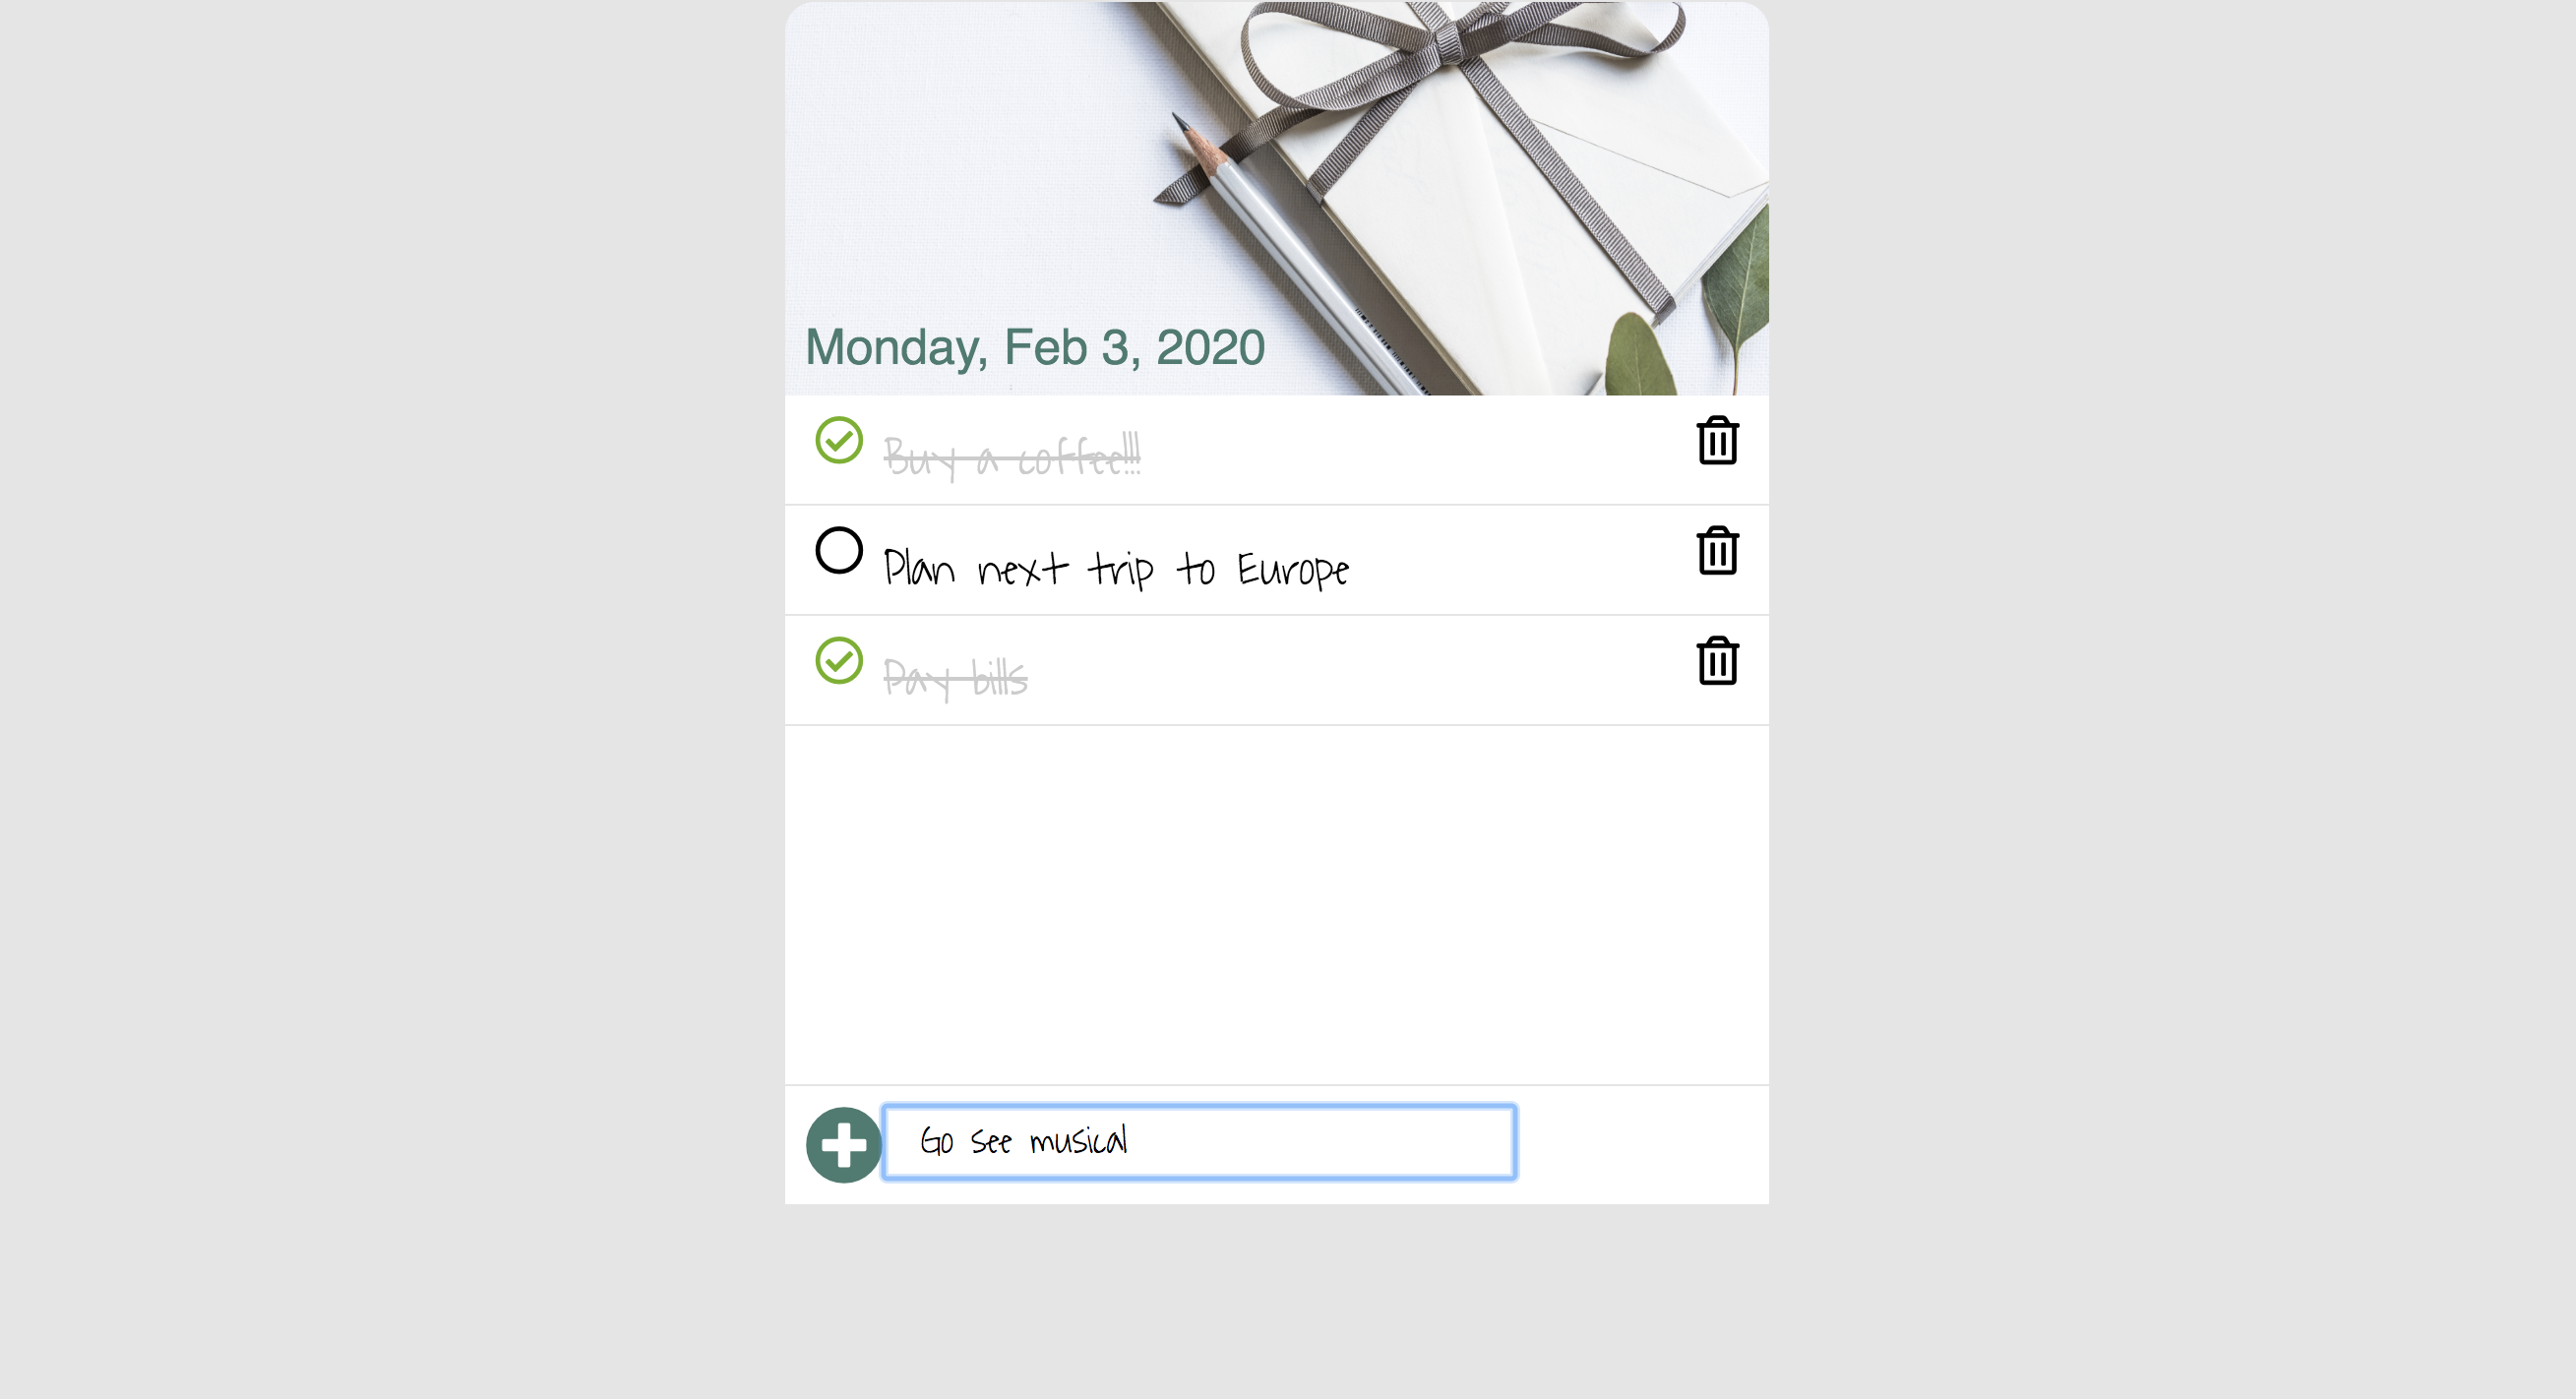 Monday, Feb 3, 2020
Buy a coffee!!!
Plan next trip to Europe
Pay bills
Go see musical